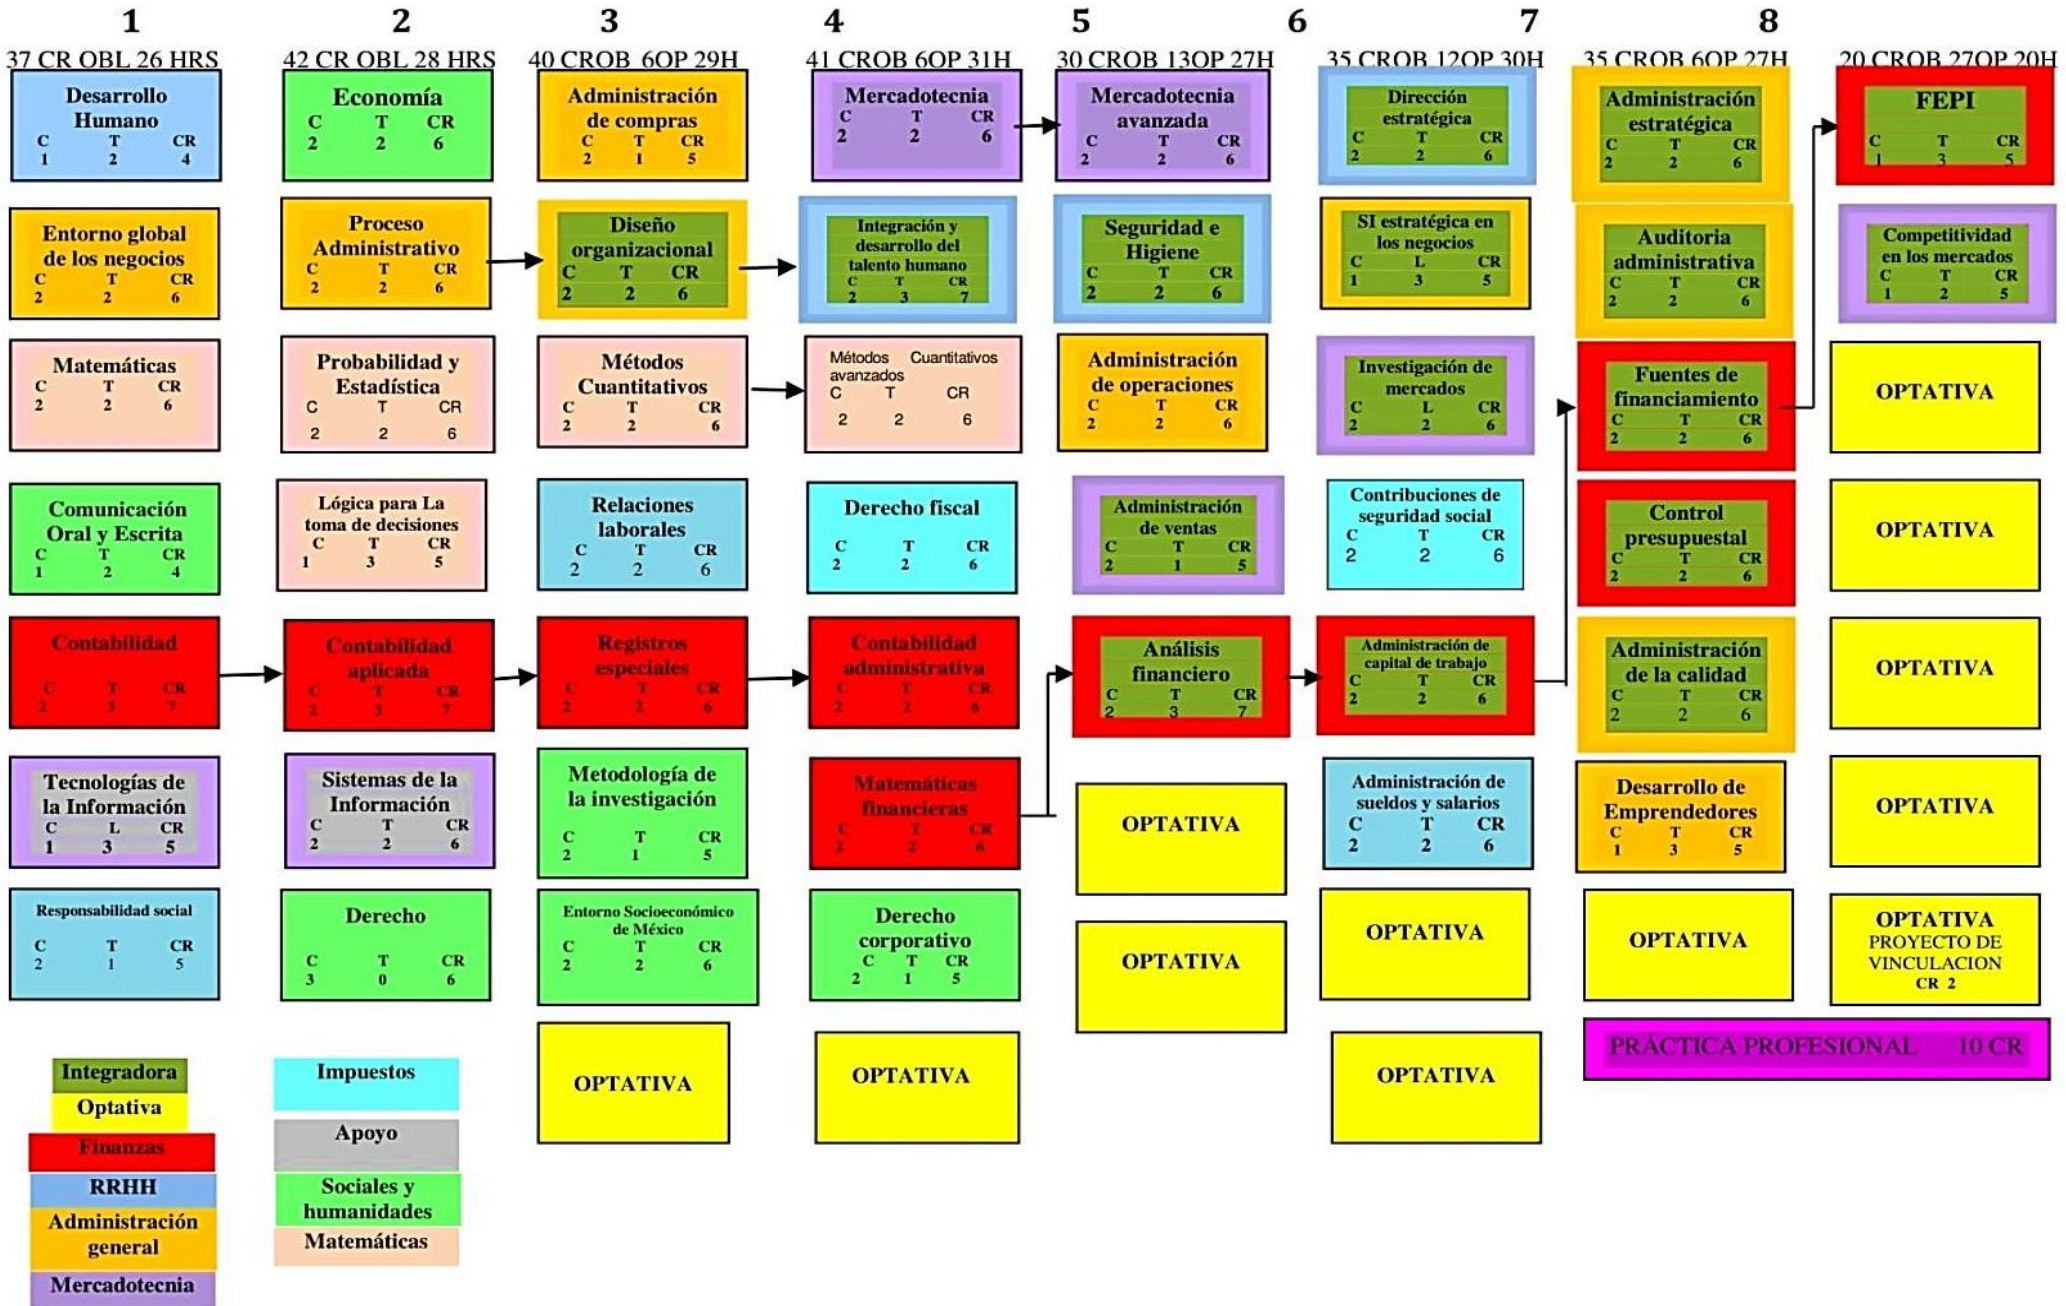 1 2 3 4 5 6 7 8
37 CR OBL 26 HRS
42 CR OBL 28 HRS
40 CROB 6OP 29H
41 CROB 6OP 31H
30 CROB 13OP 27H
35 CROB 12OP 30H
35 CROB 6OP 27H
20 CROB 27OP 20H
Desarrollo
Humano
C T CR
1 2 4
Economía
C T CR
2 2 6
Administración
de compras
C T CR
2 1 5
Mercadotecnia
C T CR
2 2 6
Mercadotecnia
avanzada
C T CR
2 2 6
Dirección
estratégica
C T CR
2 2 6
Administración
estratégica
C T CR
2 2 6
FEPI
C T CR
1 3 5
Entorno global
de los negocios
C T CR
2 2 6
Proceso
Administrativo
C T CR
2 2 6
Diseño
organizacional
C T CR
2 2 6
Integración y
desarrollo del
talento humano
C T CR
2 3 7
Seguridad e
Higiene
C T CR
2 2 6
SI estratégica en
los negocios
C L CR
1 3 5
Auditoria
administrativa
C T CR
2 2 6
Competitividad
en los mercados
C T CR
1 2 5
Matemáticas
C T CR
2 2 6
Probabilidad y
Estadística
C T CR
2 2 6
Métodos
Cuantitativos
C T CR
2 2 6
Métodos Cuantitativos
avanzados
C T CR
2 2 6
Administración
de operaciones
C T CR
2 2 6
Investigación de
mercados
C L CR
2 2 6
Fuentes de
financiamiento
C T CR
2 2 6
OPTATIVA
Comunicación
Oral y Escrita
C T CR
1 2 4
Lógica para La
toma de decisiones
C T CR
1 3 5
Relaciones
laborales
C T CR
2 2 6
Derecho fiscal
C T CR
2 2 6
Administración
de ventas
C T CR
2 1 5
Contribuciones de
seguridad social
C T CR
2 2 6
Control
presupuestal
C T CR
2 2 6
OPTATIVA
Contabilidad
C T CR
2 3 7
Contabilidad
aplicada
C T CR
2 3 7
Registros
especiales
C T CR
2 2 6
Contabilidad
administrativa
C T CR
2 2 6
Análisis
financiero
C T CR
2 3 7
Administración de
capital de trabajo
C T CR
2 2 6
Administración
de la calidad
C T CR
2 2 6
OPTATIVA
Tecnologías de
la Información
C L CR
1 3 5
Sistemas de la
Información
C T CR
2 2 6
Metodología de
la investigación
C T CR
2 1 5
Matemáticas
financieras
C T CR
2 2 6
OPTATIVA
Administración de
sueldos y salarios
C T CR
2 2 6
Desarrollo de
Emprendedores
C T CR
1 3 5
OPTATIVA
Responsabilidad social
C T CR
2 1 5
Derecho
C T CR
3 0 6
Entorno Socioeconómico
de México
C T CR
2 2 6
Derecho
corporativo
C T CR
2 1 5
OPTATIVA
OPTATIVA
OPTATIVA
OPTATIVA
PROYECTO DE
VINCULACION
CR 2
OPTATIVA
OPTATIVA
OPTATIVA
PRÁCTICA PROFESIONAL 10 CR
Integradora
Optativa
Finanzas
RRHH
Administración
general
Mercadotecnia
Impuestos
Apoyo
Sociales y
humanidades
Matemáticas